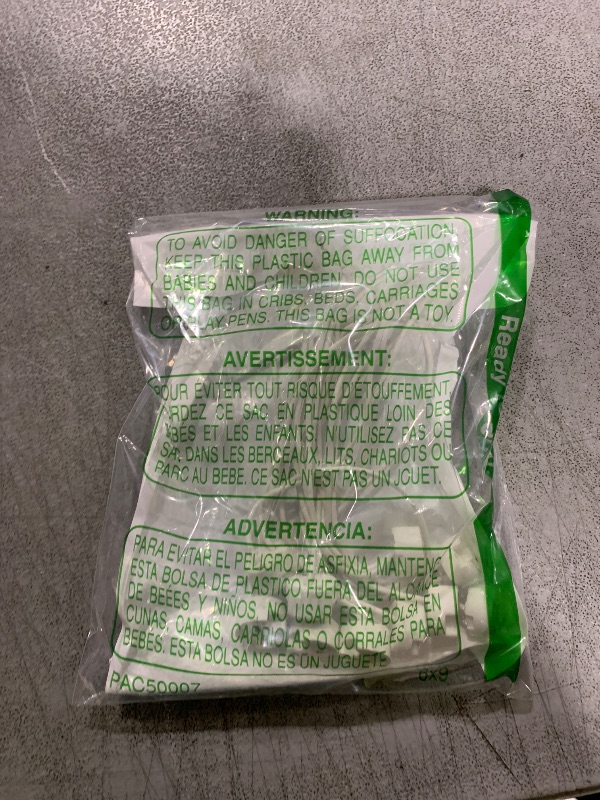 WARNING:
TO AVOID DANGER OF SUFFOCATION,
KEEP THIS PLASTIC BAG AWAY FROM
BABIES AND CHILDREN. DO NOT USE
THIS BAG IN CRIBS, BEDS, CARRIAGES
OR PLAY PENS. THIS BAG IS NOT A TOY.
AVERTISSEMENT:
POUR ÉVITER TOUT RISQUE D'ETOUFFEMENT,
ARDEZ CE SAC EN PLASTIQUE LOIN DES
BÉS ET LES ENFANTS. N'UTILISEZ PAS CE
SAC DANS LES BERCEAUX, LITS, CHARIOTS OU
PARC AU BEBE. CE SAC N'EST PAS UN JOUET.
ADVERTENCIA:
PARA EVITAR EL PELIGRO DE ASFIXIA, MANTENG
ESTA BOLSA DE PLASTICO FUERA DEL ALCANCE
DE BEBES Y NIÑOS. NO USAR ESTA BOLSA EN
CUNAS, CAMAS, CARRIOLAS O CORRALES PARA
BEBÉS. ESTA BOLSA NO ES UN JUGUETE
PAC50997
6x9
Ready